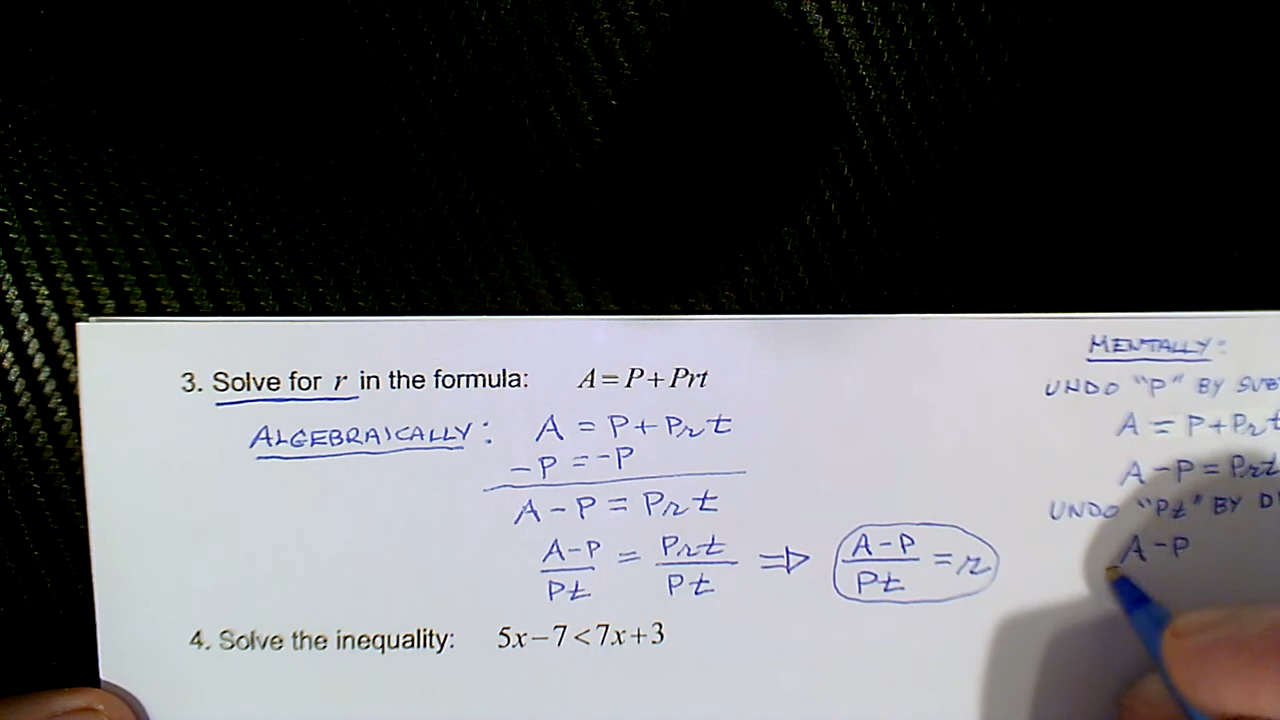 3. Solve for r in the formula: A=P+Prt
ALGEBRAICALLY: A = P+Prt
-P = -P
A-P = Prt
A-P/Pt = Prt/Pt ⇒ A-P/Pt = r
4. Solve the inequality: 5x-7<7x+3
MENTALLY:
UNDO "P" BY
A = P+Prt
A-P = Prt
UNDO "Pt" BY
A-P